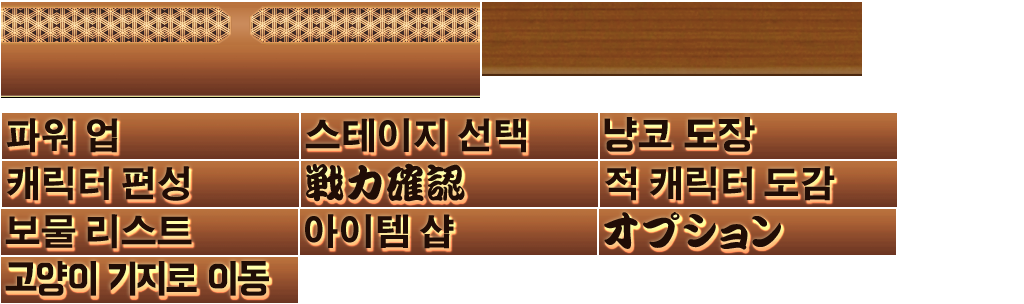 파워 업
스테이지 선택
냥코 도장
캐릭터 편성
戦力確認
적 캐릭터 도감
보물 리스트
아이템 샵
オプション
고양이 기지로 이동